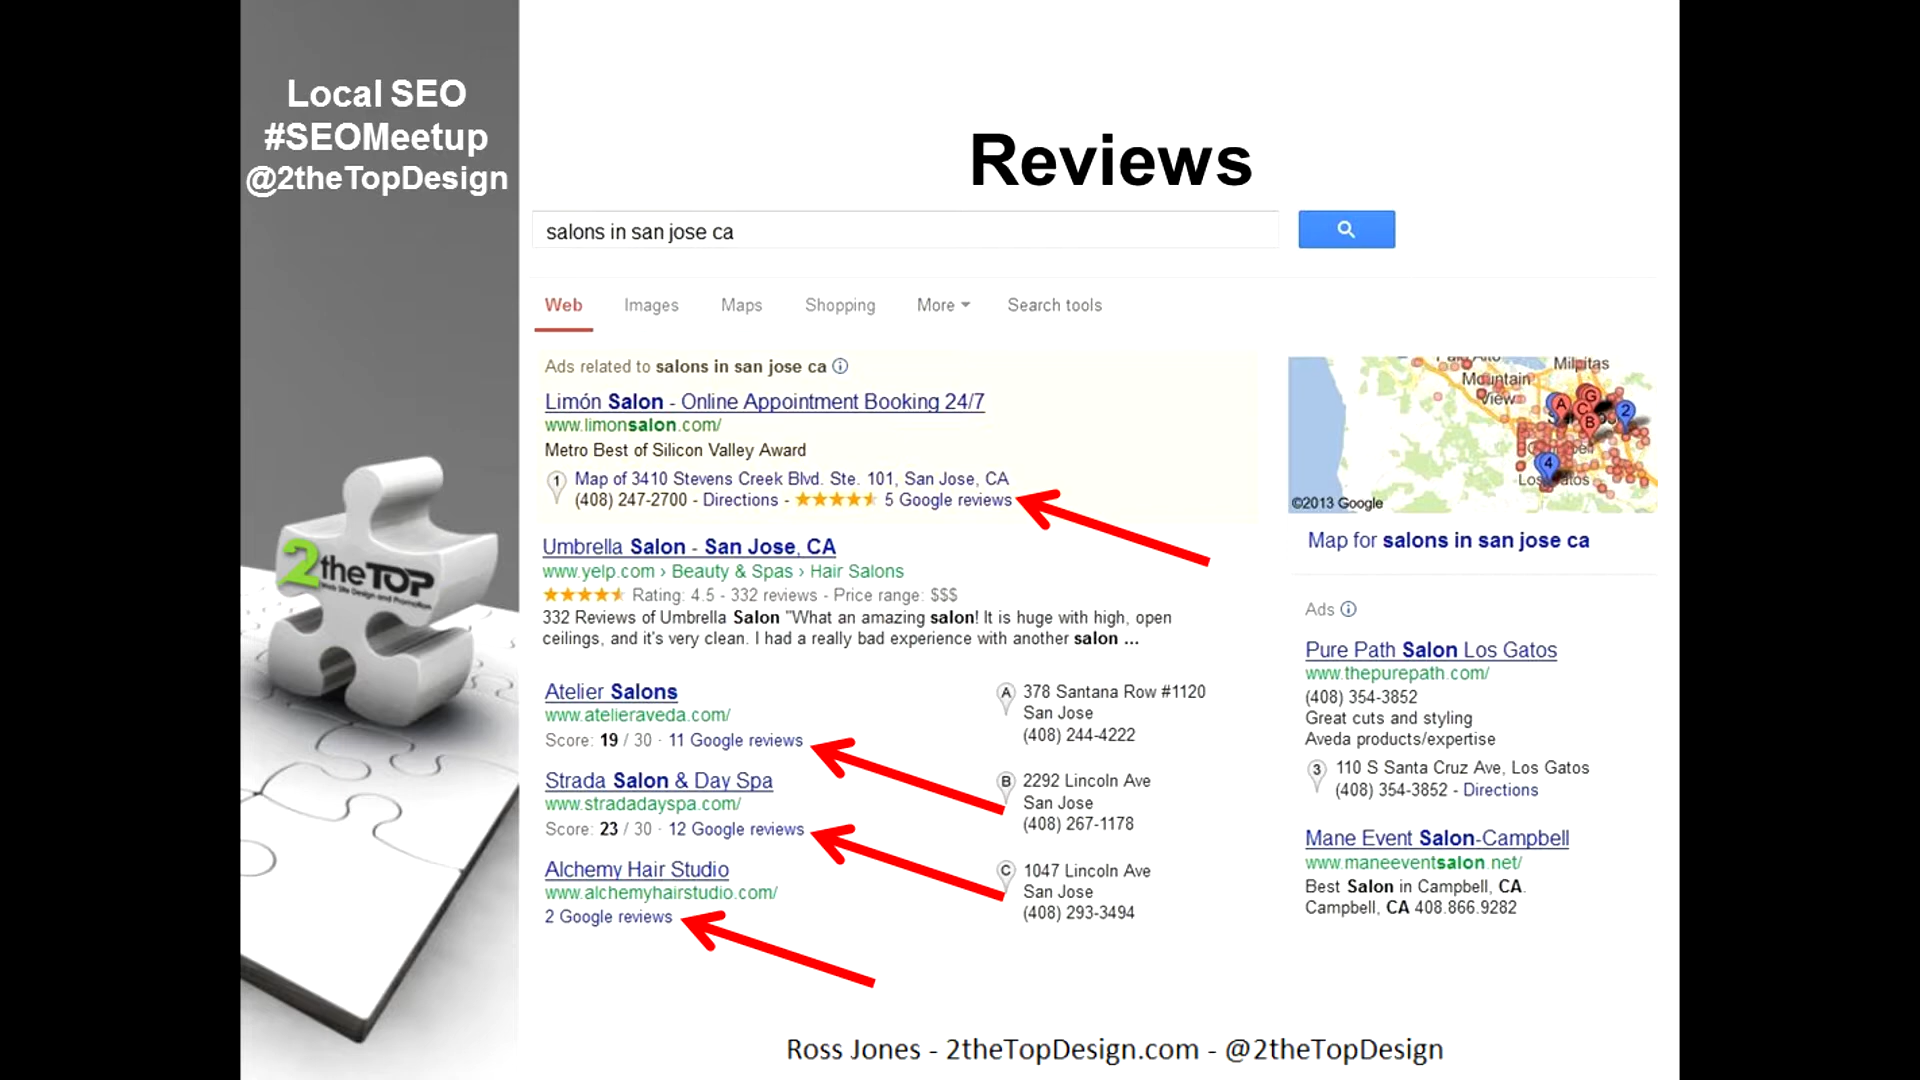 Local SEO
#SEOMeetup
@2theTopDesign
2theTOP
Web Site Design and Promotion
Reviews
salons in san jose ca
Web Images Maps Shopping More Search tools
Ads related to salons in san jose ca
Limón Salon - Online Appointment Booking 24/7
www.limonsalon.com/
Metro Best of Silicon Valley Award
1 Map of 3410 Stevens Creek Blvd. Ste. 101, San Jose, CA
(408) 247-2700 - Directions - 5 Google reviews
Umbrella Salon - San Jose, CA
www.yelp.com › Beauty & Spas › Hair Salons
Rating: 4.5 - 332 reviews - Price range: $$$
332 Reviews of Umbrella Salon "What an amazing salon! It is huge with high, open
ceilings, and it's very clean. I had a really bad experience with another salon ...
Atelier Salons
www.atelieraveda.com/
Score: 19 / 30 · 11 Google reviews
A 378 Santana Row #1120
San Jose
(408) 244-4222
Strada Salon & Day Spa
www.stradadayspa.com/
Score: 23 / 30 · 12 Google reviews
B 2292 Lincoln Ave
San Jose
(408) 267-1178
Alchemy Hair Studio
www.alchemyhairstudio.com/
2 Google reviews
C 1047 Lincoln Ave
San Jose
(408) 293-3494
Milpitas
Mountain
View
A G C B 2
4
©2013 Google
Map for salons in san jose ca
Ads
Pure Path Salon Los Gatos
www.thepurepath.com/
(408) 354-3852
Great cuts and styling
Aveda products/expertise
3 110 S Santa Cruz Ave, Los Gatos
(408) 354-3852 - Directions
Mane Event Salon-Campbell
www.maneeventsalon.net/
Best Salon in Campbell, CA.
Campbell, CA 408.866.9282
Ross Jones - 2theTopDesign.com - @2theTopDesign